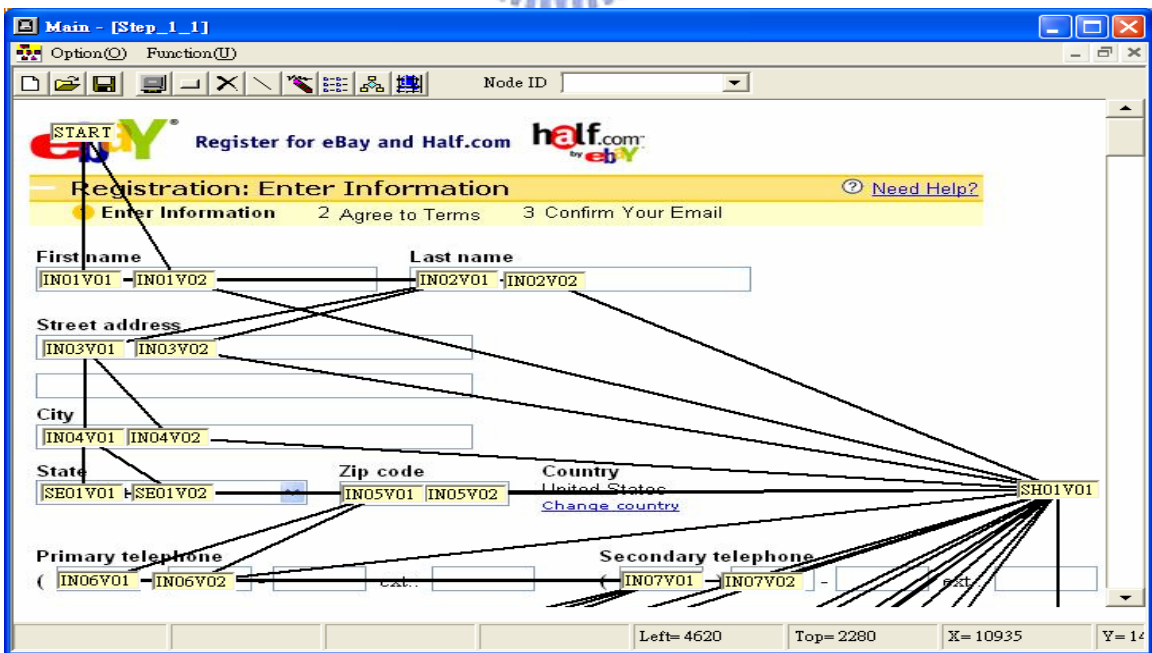 Main - [Step_1_1]
Option(O) Function(U)
Node ID
START
ebY Register for eBay and Half.com half.com
by ebY
Registration: Enter Information Need Help?
Enter Information 2 Agree to Terms 3 Confirm Your Email
First name Last name
IN01V01 IN01V02 IN02V01 IN02V02
Street address
IN03V01 IN03V02
City
IN04V01 IN04V02
State Zip code Country
United States
SE01V01 SE01V02 IN05V01 IN05V02 SH01V01
Change country
Primary telephone Secondary telephone
( IN06V01 IN06V02 - ext.: ( IN07V01 ) IN07V02 - ext.:
Left= 4620 Top= 2280 X= 10935 Y= 14